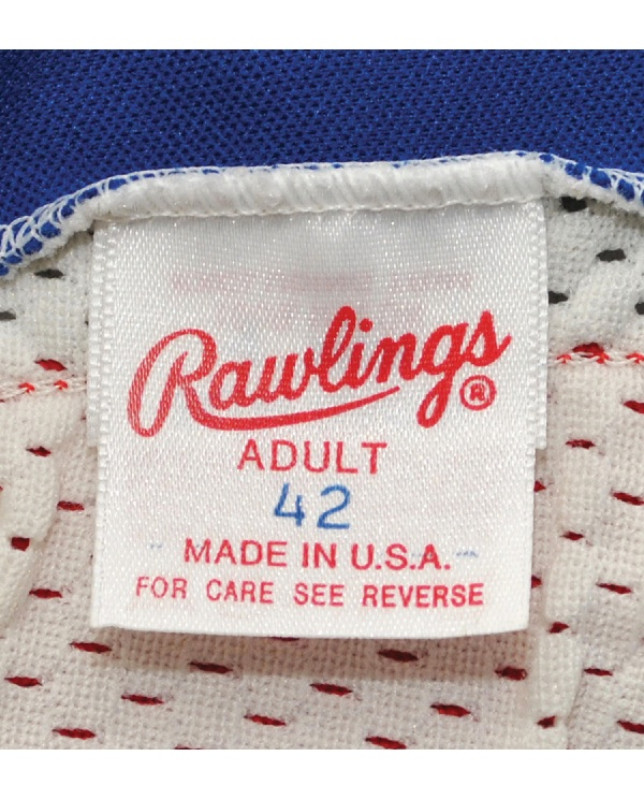 Rawlings®
ADULT
42
MADE IN U.S.A.
FOR CARE SEE REVERSE